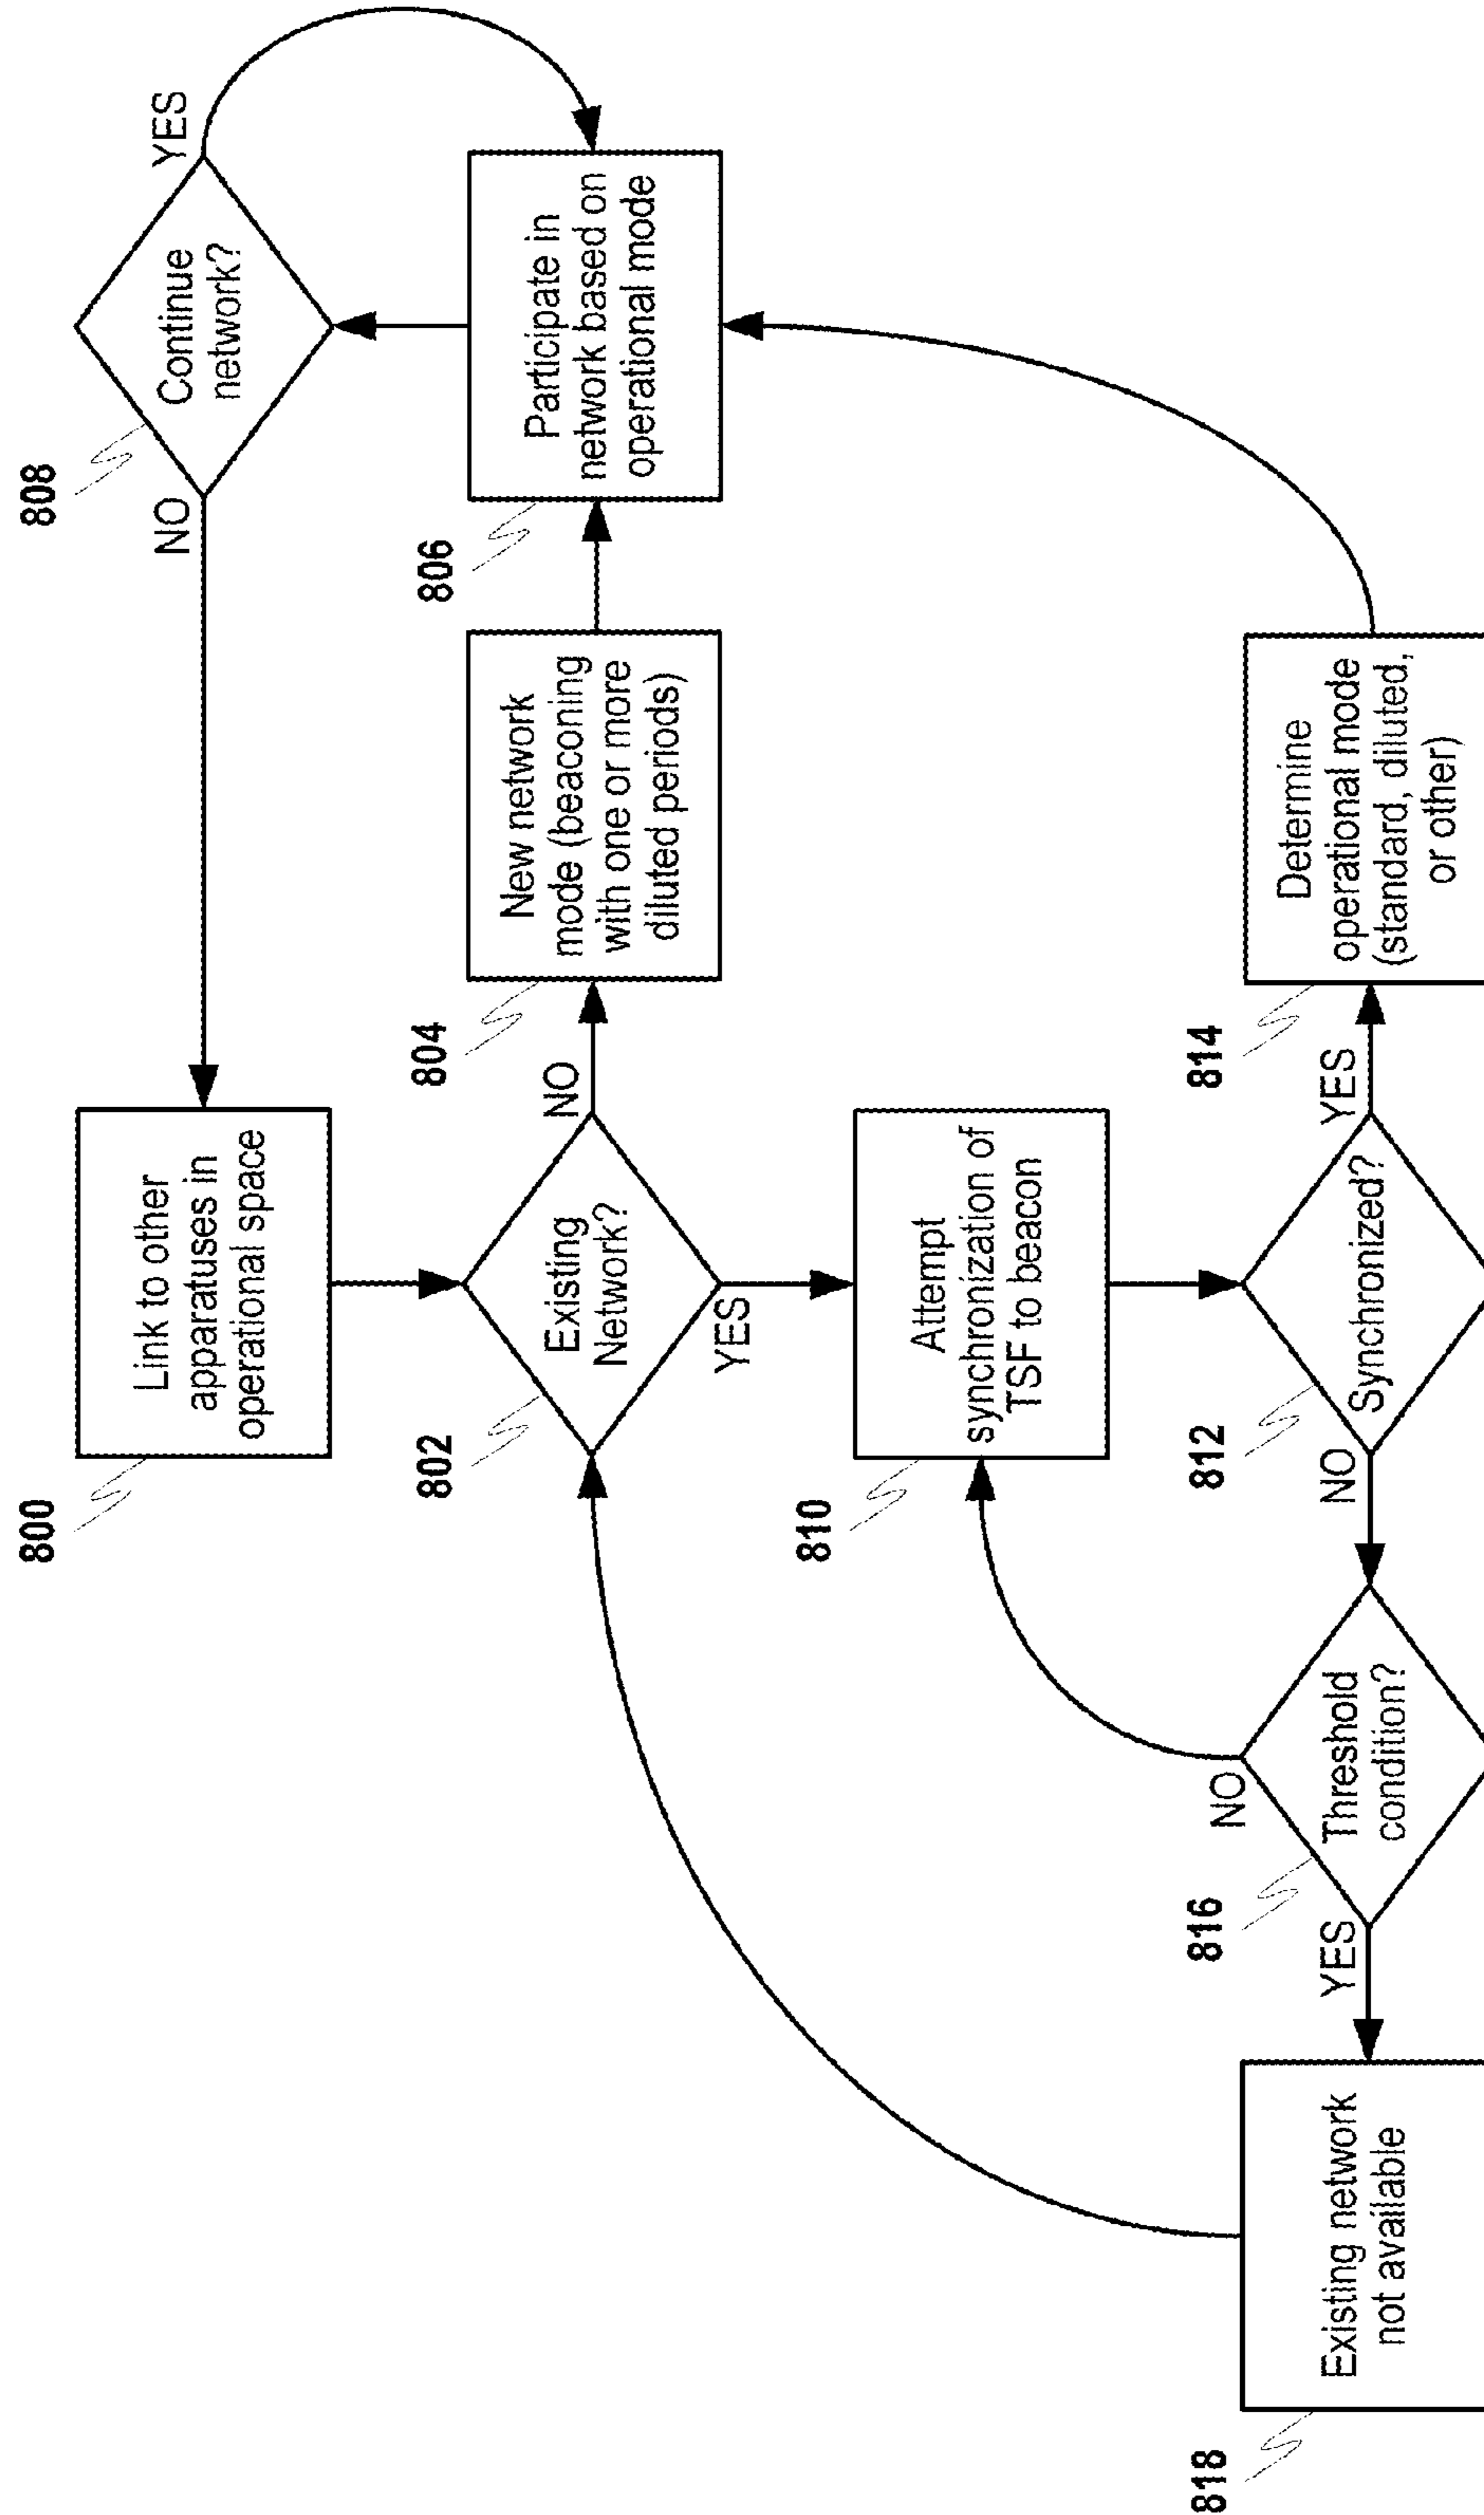 800
Link to other
apparatuses in
operational space
808
Continue
network?
NO
YES
802
Existing
Network?
NO
YES
804
New network
mode (beaconing
with one or more
diluted periods)
806
Participate in
network based on
operational mode
810
Attempt
synchronization of
TSF to beacon
812
Synchronized?
NO
YES
814
Determine
operational mode
(standard, diluted,
or other)
816
Threshold
condition?
NO
YES
818
Existing network
not available